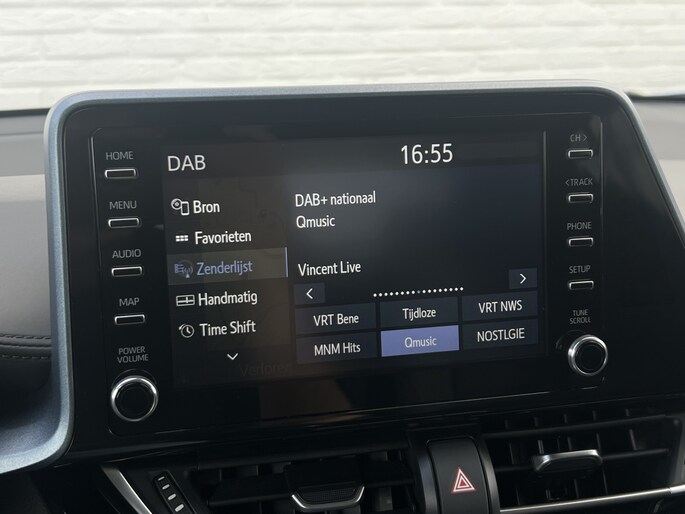 HOME
MENU
AUDIO
MAP
POWER
VOLUME
DAB
16:55
Bron
Favorieten
Zenderlijst
Handmatig
Time Shift
DAB+ nationaal
Qmusic
Vincent Live
VRT Bene
Tijdloze
VRT NWS
MNM Hits
Qmusic
NOSTLGIE
CH>
<TRACK
PHONE
SETUP
TUNE
SCROLL